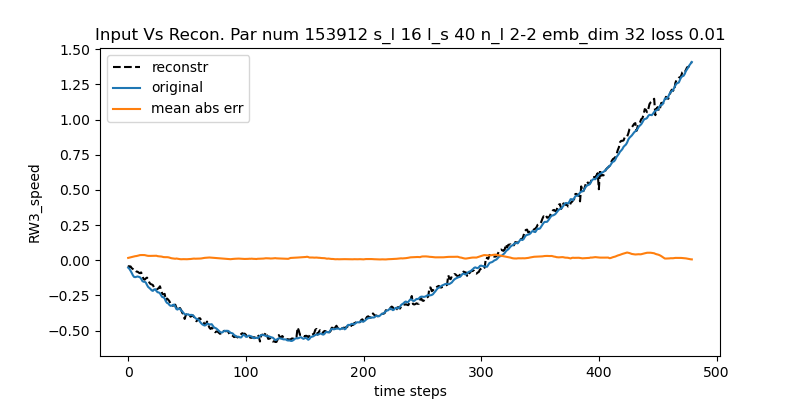 Input Vs Recon. Par num 153912 s_l 16 l_s 40 n_l 2-2 emb_dim 32 loss 0.01
1.50
1.25
1.00
0.75
0.50
0.25
0.00
−0.25
−0.50
RW3_speed
reconstr
original
mean abs err
0
100
200
300
400
500
time steps